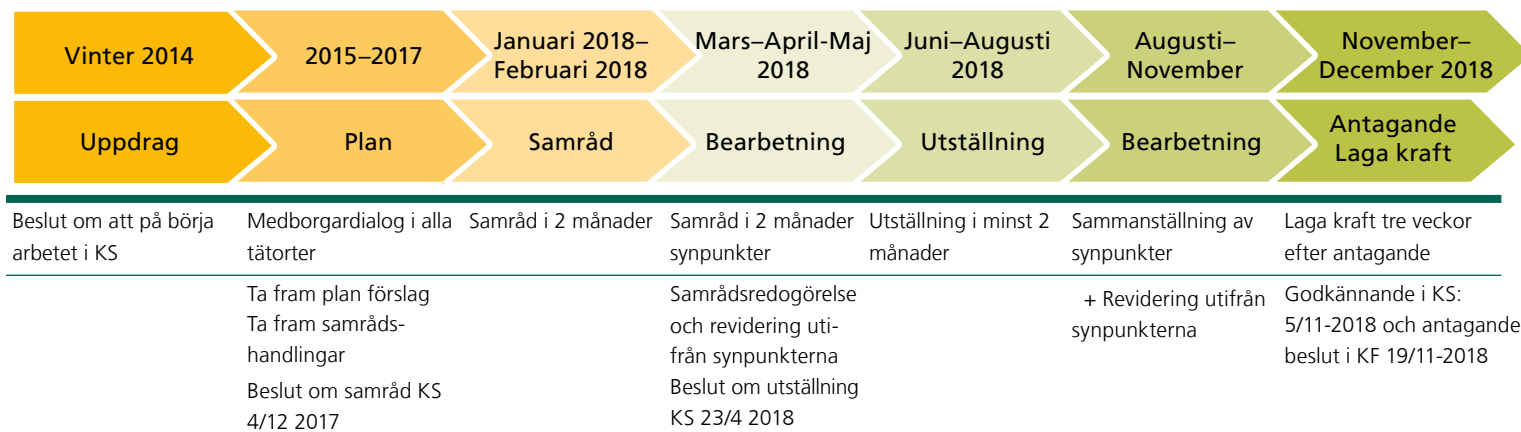 Vinter 2014
2015–2017
Januari 2018–
Februari 2018
Mars–April-Maj
2018
Juni–Augusti
2018
Augusti–
November
November–
December 2018
Uppdrag
Plan
Samråd
Bearbetning
Utställning
Bearbetning
Antagande
Laga kraft
Beslut om att på börja
arbetet i KS
Medborgardialog i alla
tätorter
Samråd i 2 månader
Samråd i 2 månader
synpunkter
Utställning i minst 2
månader
Sammanställning av
synpunkter
Laga kraft tre veckor
efter antagande
Ta fram plan förslag
Ta fram samråds-
handlingar
Beslut om samråd KS
4/12 2017
Samrådsredogörelse
och revidering uti-
från synpunkterna
Beslut om utställning
KS 23/4 2018
+ Revidering utifrån
synpunkterna
Godkännande i KS:
5/11-2018 och antagande
beslut i KF 19/11-2018